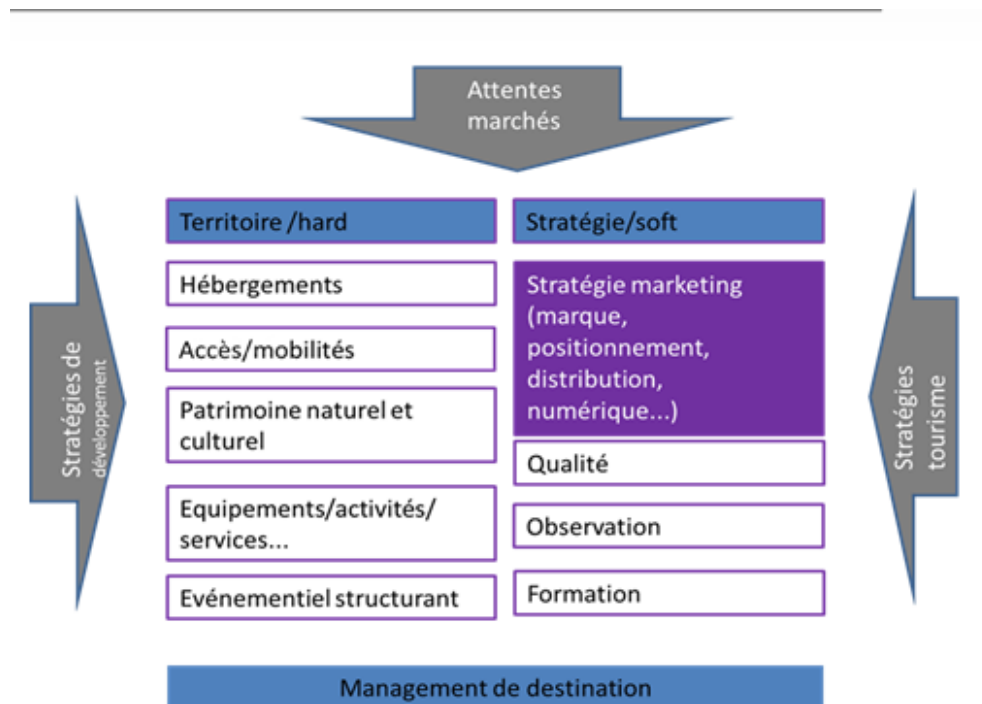 Attentes
marchés
Stratégies de
développement
Territoire /hard
Hébergements
Accès/mobilités
Patrimoine naturel et
culturel
Equipements/activités/
services...
Evénementiel structurant
Stratégie/soft
Stratégie marketing
(marque,
positionnement,
distribution,
numérique...)
Qualité
Observation
Formation
Stratégies
tourisme
Management de destination